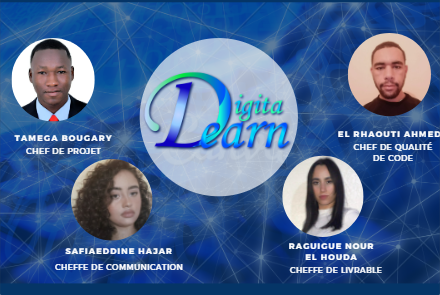 Digita
Learn
TAMEGA BOUGARY
CHEF DE PROJET
EL RHAOUTI AHMED
CHEF DE QUALITÉ
DE CODE
SAFIAEDDINE HAJAR
CHEFFE DE COMMUNICATION
RAGUIGUE NOUR
EL HOUDA
CHEFFE DE LIVRABLE